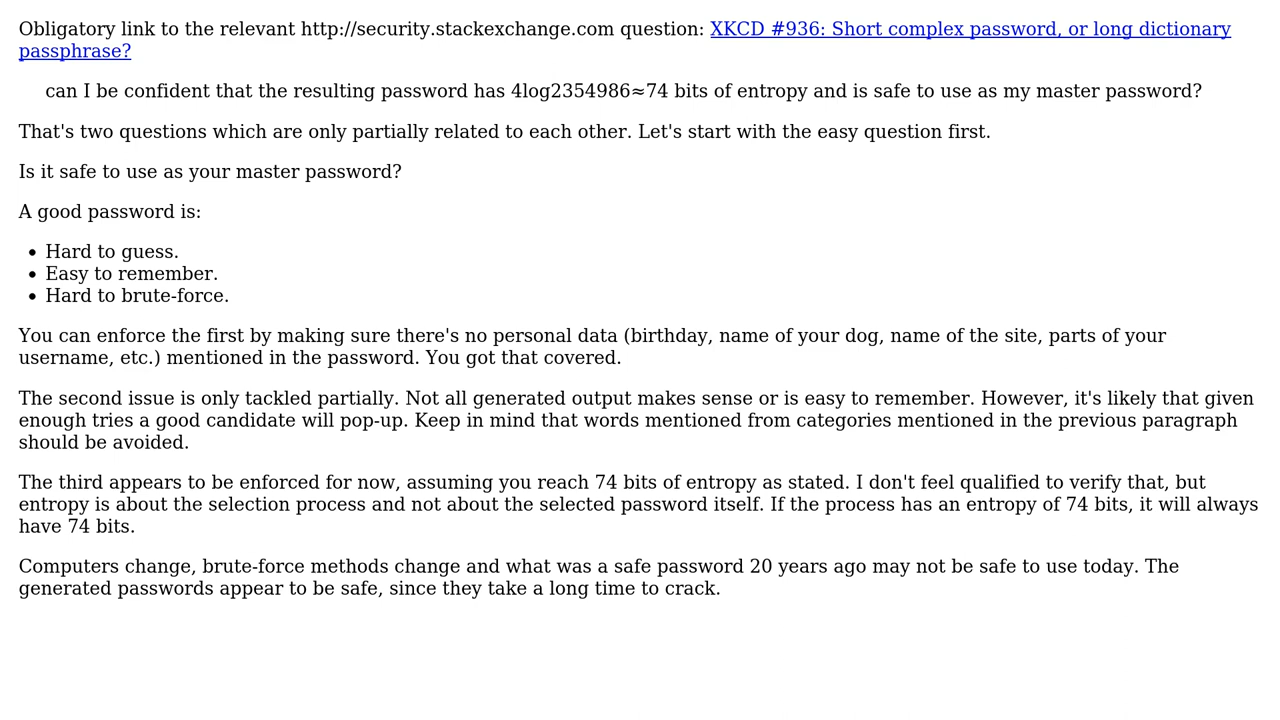 Obligatory link to the relevant http://security.stackexchange.com question: XKCD #936: Short complex password, or long dictionary
passphrase?
can I be confident that the resulting password has 4log2354986≈74 bits of entropy and is safe to use as my master password?
That's two questions which are only partially related to each other. Let's start with the easy question first.
Is it safe to use as your master password?
A good password is:
• Hard to guess.
• Easy to remember.
• Hard to brute-force.
You can enforce the first by making sure there's no personal data (birthday, name of your dog, name of the site, parts of your
username, etc.) mentioned in the password. You got that covered.
The second issue is only tackled partially. Not all generated output makes sense or is easy to remember. However, it's likely that given
enough tries a good candidate will pop-up. Keep in mind that words mentioned from categories mentioned in the previous paragraph
should be avoided.
The third appears to be enforced for now, assuming you reach 74 bits of entropy as stated. I don't feel qualified to verify that, but
entropy is about the selection process and not about the selected password itself. If the process has an entropy of 74 bits, it will always
have 74 bits.
Computers change, brute-force methods change and what was a safe password 20 years ago may not be safe to use today. The
generated passwords appear to be safe, since they take a long time to crack.